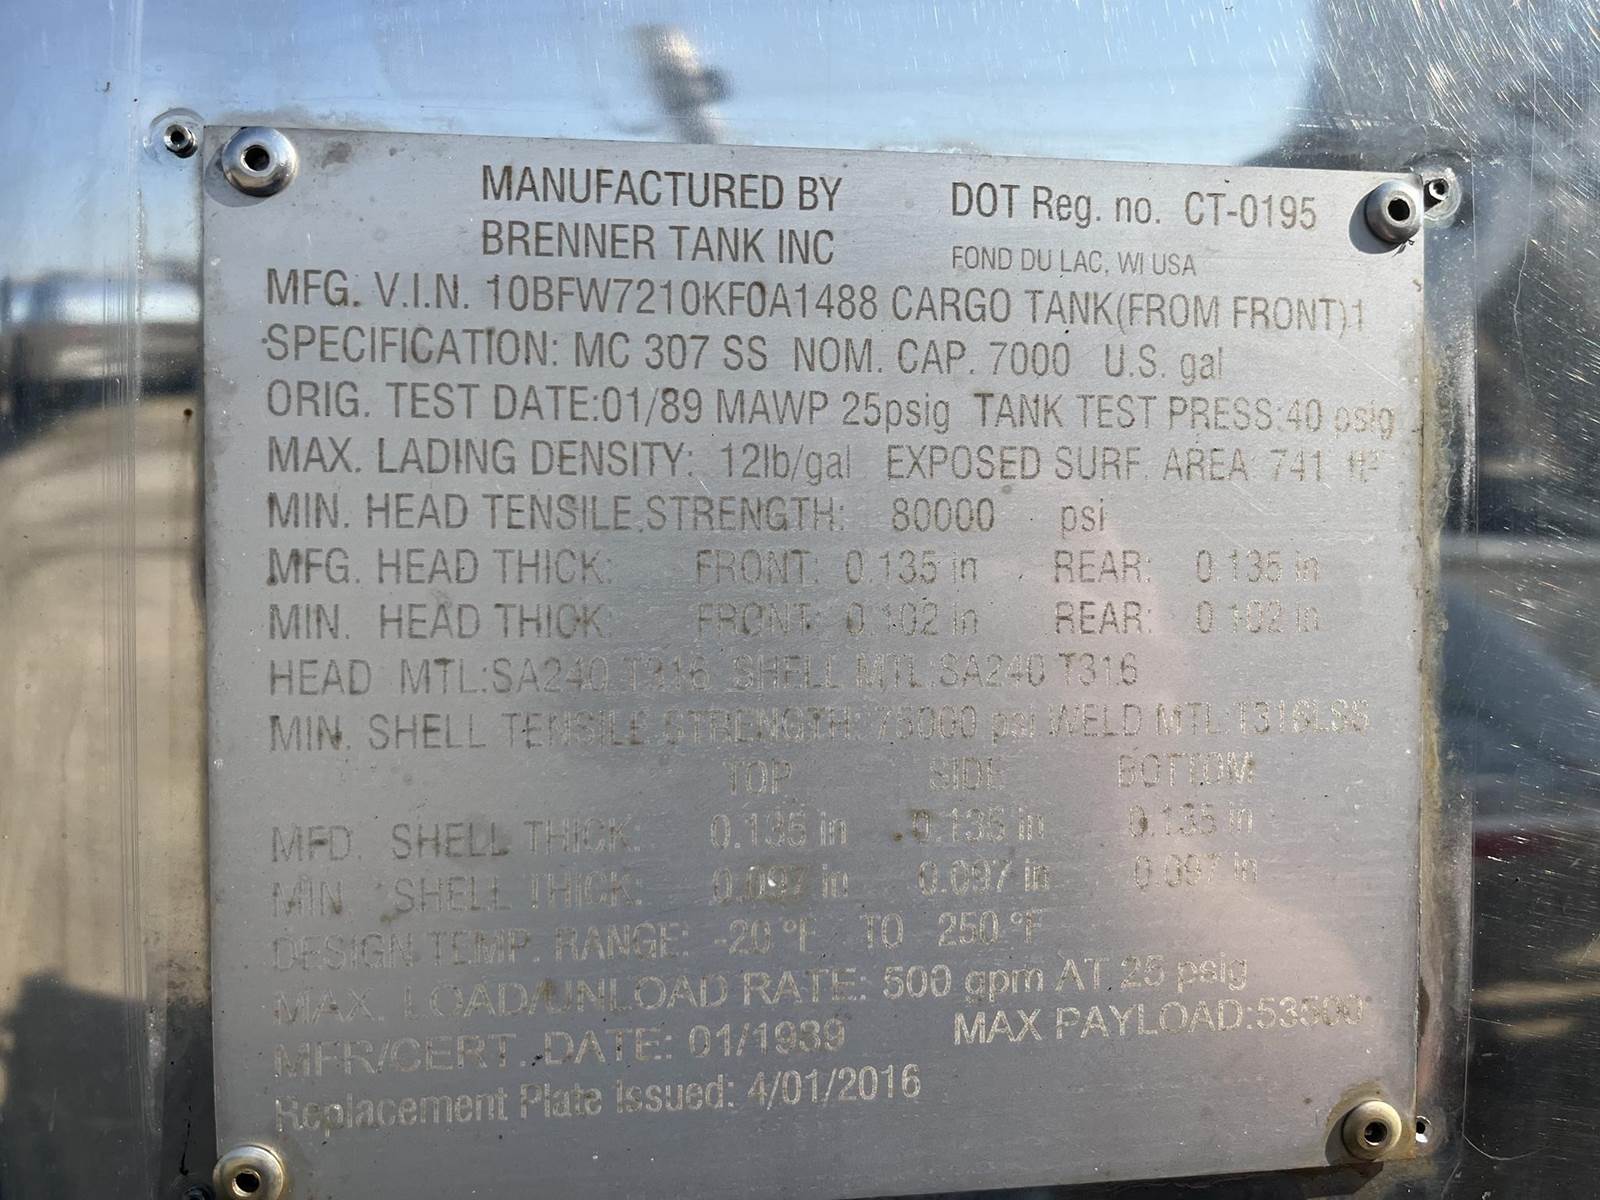 MANUFACTURED BY DOT Reg. no. CT-0195
BRENNER TANK INC FOND DU LAC, WI USA
MFG. V.I.N. 10BFW7210KF0A1488 CARGO TANK(FROM FRONT)1
SPECIFICATION: MC 307 SS NOM. CAP. 7000 U.S. gal
ORIG. TEST DATE:01/89 MAWP 25psig TANK TEST PRESS:40 psig
MAX. LADING DENSITY: 12lb/gal EXPOSED SURF. AREA 741 ft²
MIN. HEAD TENSILE STRENGTH: 80000 psi
MFG. HEAD THICK: FRONT: 0.135 in REAR: 0.135 in
MIN. HEAD THICK: FRONT: 0.102 in REAR: 0.102 in
HEAD MTL:SA240 T316 SHELL MTL:SA240 T316
MIN. SHELL TENSILE STRENGTH: 75000 psi WELD MTL:
TOP SIDE BOTTOM
MFD. SHELL THICK: 0.135 in 0.135 in 0.135 in
MIN. SHELL THICK: 0.097 in 0.097 in 0.097 in
DESIGN TEMP. RANGE: -20 °F TO 250 °F
MAX. LOAD/UNLOAD RATE: 500 gpm AT 25 psig
MFR/CERT. DATE: 01/1989 MAX PAYLOAD:53500
Replacement Plate Issued: 4/01/2016